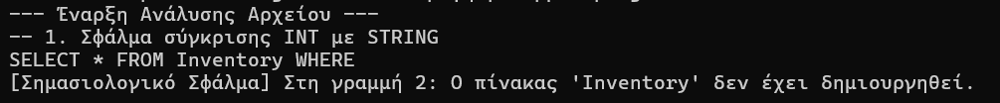 --- Έναρξη Ανάλυσης Αρχείου ---
-- 1. Σφάλμα σύγκρισης INT με STRING
SELECT * FROM Inventory WHERE
[Σημασιολογικό Σφάλμα] Στη γραμμή 2: Ο πίνακας 'Inventory' δεν έχει δημιουργηθεί.